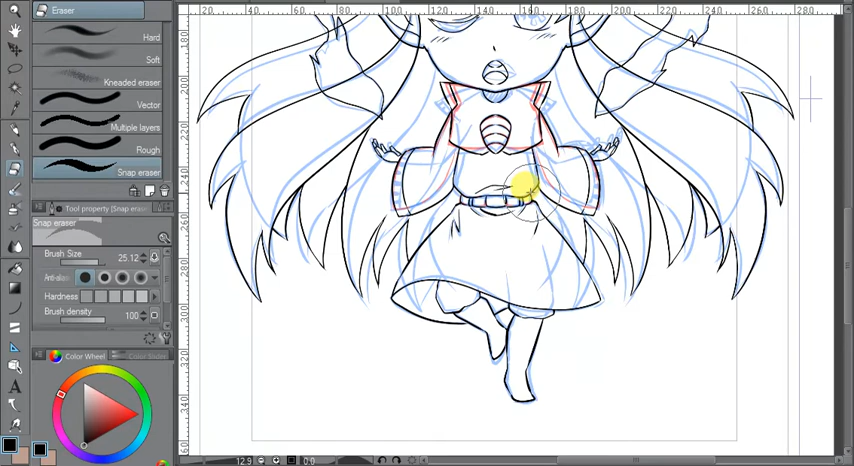 Eraser
Hard
Soft
Kneaded eraser
Vector
Multiple layers
Rough
Snap eraser
Tool property [Snap eraser]
Snap eraser
Brush Size 25.12
Anti-alias
Hardness
Brush density 100
Color Wheel Color Slider
20 40 60 80 100 120 140 160 180 200 220 240 260 280
180
200
220
240
260
280
300
320
340
12.9 0.0